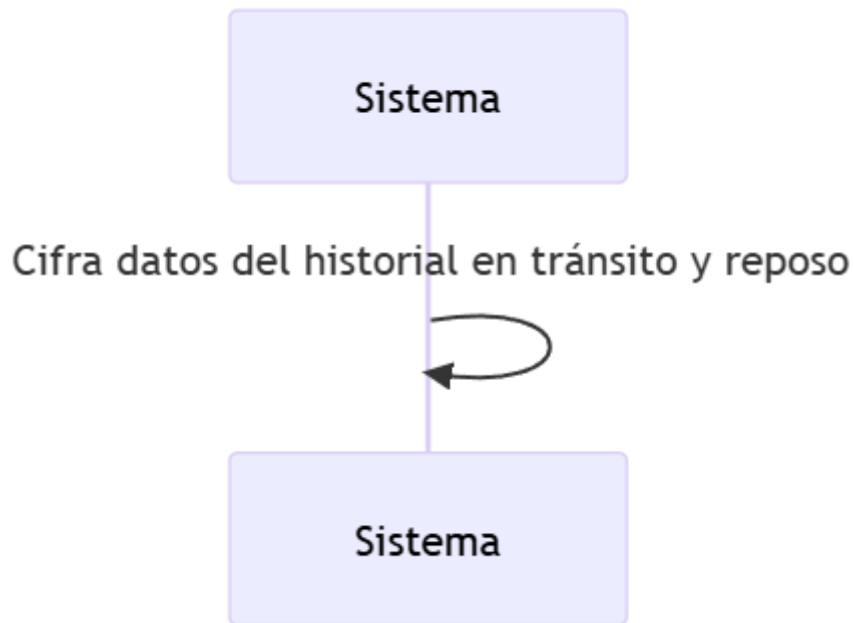 Sistema
Cifra datos del historial en tránsito y reposo
Sistema